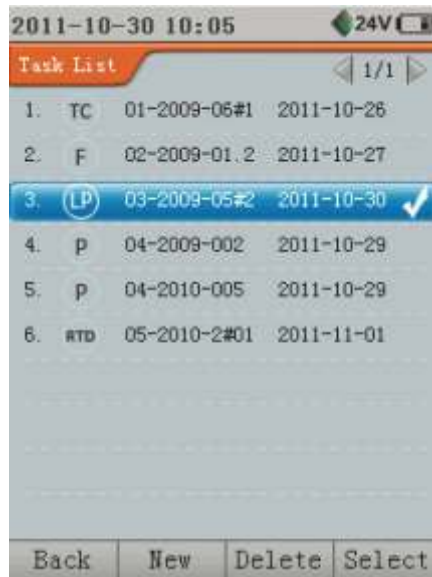 2011-10-30 10:05 24V
Task List 1/1
1. TC 01-2009-06#1 2011-10-26
2. F 02-2009-01.2 2011-10-27
3. LP 03-2009-05#2 2011-10-30
4. P 04-2009-002 2011-10-29
5. P 04-2010-005 2011-10-29
6. RTD 05-2010-2#01 2011-11-01
Back New Delete Select